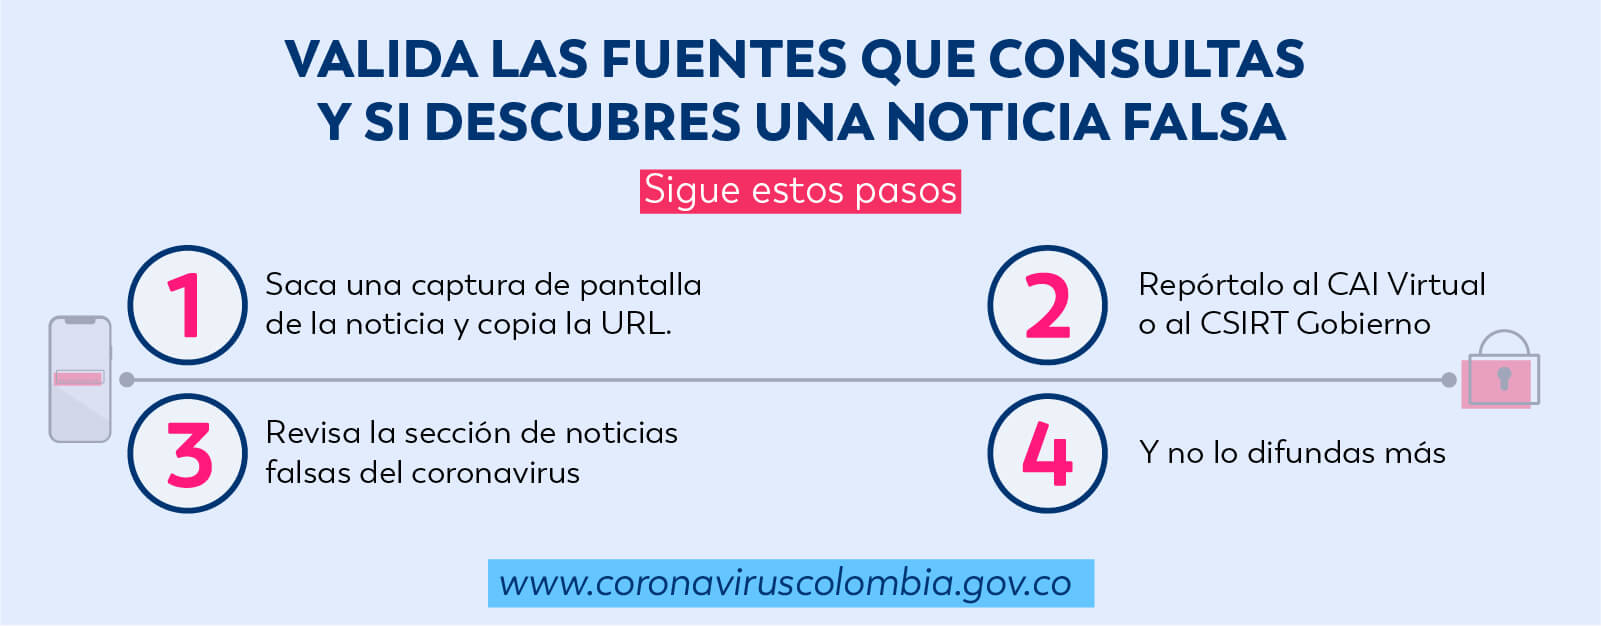 VALIDA LAS FUENTES QUE CONSULTAS
Y SI DESCUBRES UNA NOTICIA FALSA
Sigue estos pasos
1
Saca una captura de pantalla
de la noticia y copia la URL.
2
Repórtalo al CAI Virtual
o al CSIRT Gobierno
3
Revisa la sección de noticias
falsas del coronavirus
4
Y no lo difundas más
www.coronaviruscolombia.gov.co